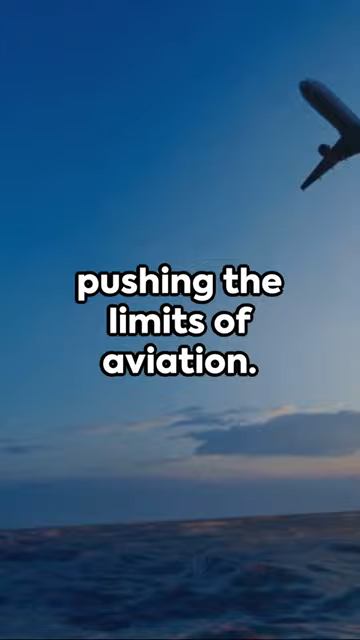 pushing the
limits of
aviation.